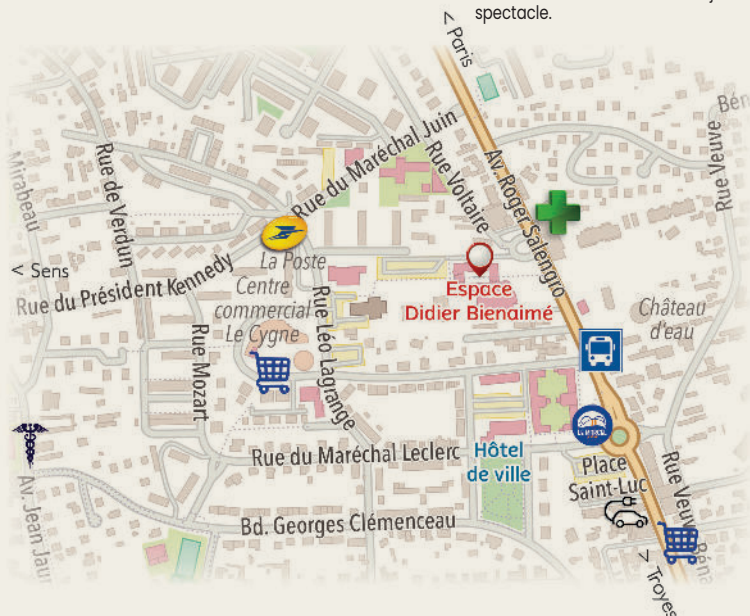 spectacle.
< Paris
Rue du Maréchal Juin
Rue Voltaire
Av. Roger Salengro
Rue Veuve
Bén
Mirabeau
Rue de Verdun
< Sens
Rue du Président Kennedy
La Poste
Centre
commercial
Le Cygne
Rue Léo Lagrange
Rue Mozart
Espace
Didier Bienaimé
Château
d'eau
Rue du Maréchal Leclerc
Hôtel
de ville
Place
Saint-Luc
Rue Veuve Béna
Bd. Georges Clémenceau
Av. Jean Jau
> Troyes